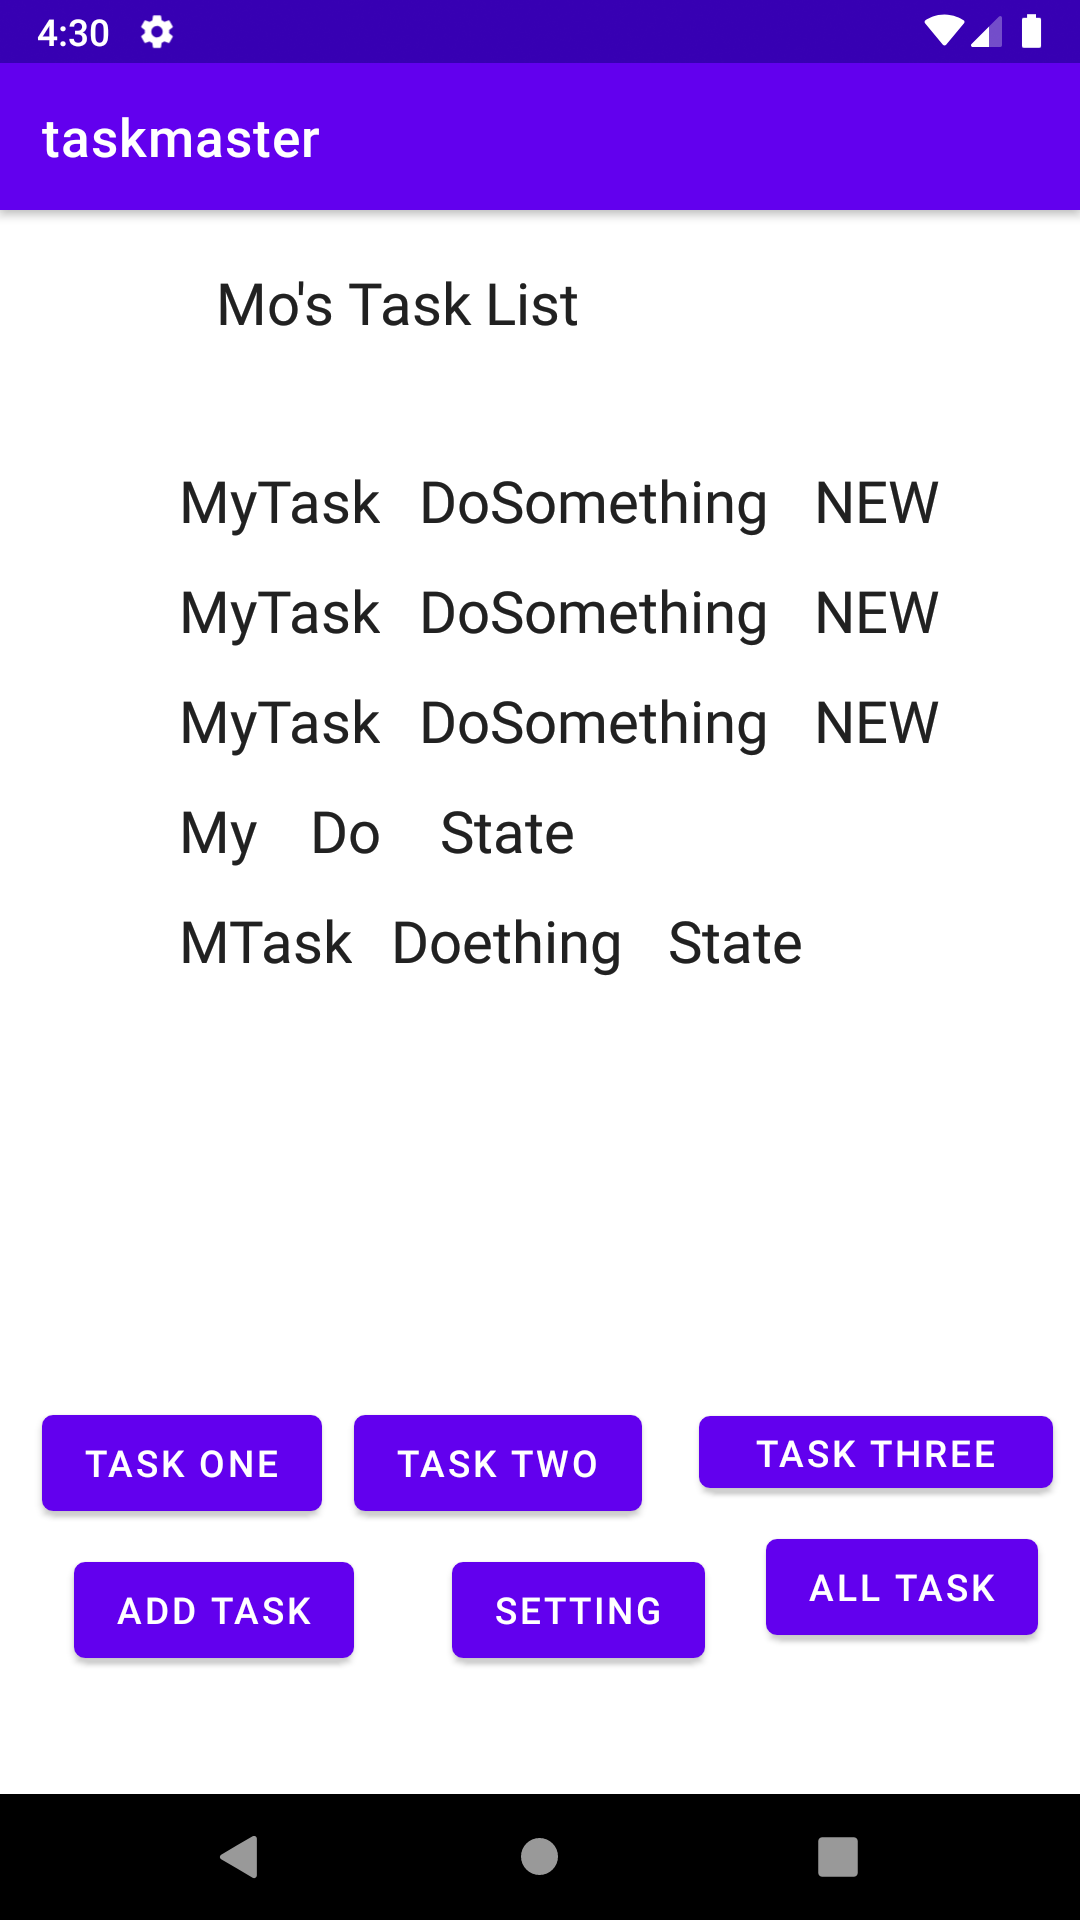 4:30
taskmaster
Mo's Task List
MyTask DoSomething NEW
MyTask DoSomething NEW
MyTask DoSomething NEW
My Do State
MTask Doething State
TASK ONE TASK TWO TASK THREE
ADD TASK SETTING ALL TASK